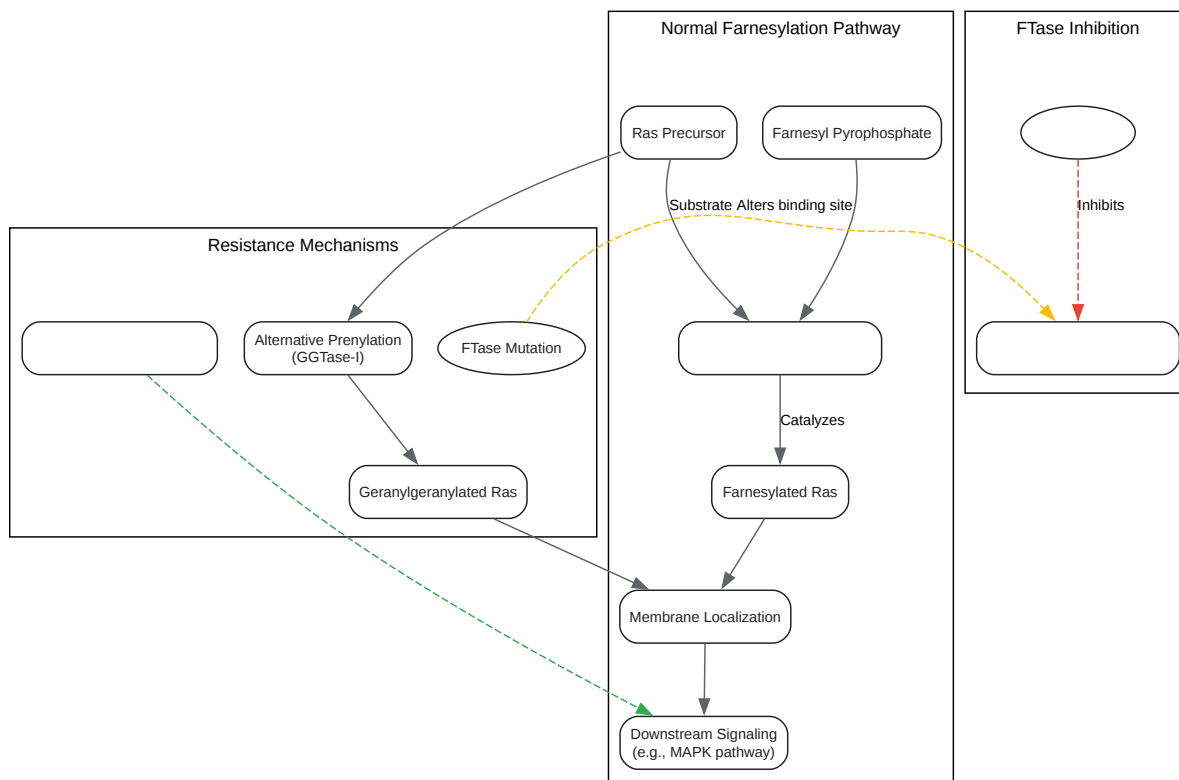 Normal Farnesylation Pathway
FTase Inhibition
Ras Precursor
Farnesyl Pyrophosphate
Substrate
Alters binding site
Inhibits
Resistance Mechanisms
Alternative Prenylation
(GGTase-I)
FTase Mutation
Catalyzes
Geranylgeranylated Ras
Farnesylated Ras
Membrane Localization
Downstream Signaling
(e.g., MAPK pathway)